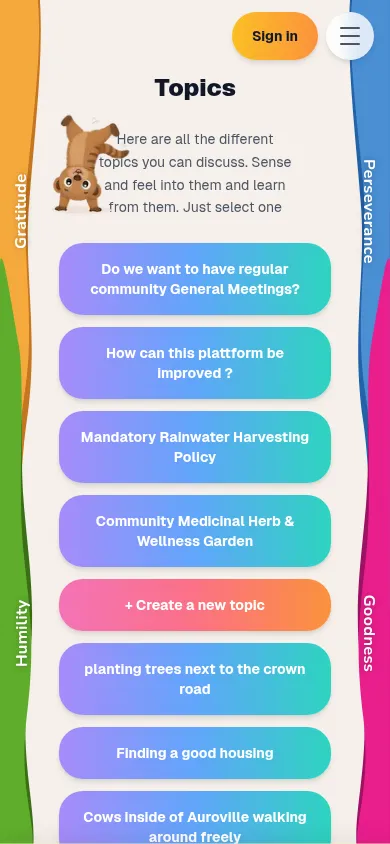 Sign in
Topics
Here are all the different
topics you can discuss. Sense
and feel into them and learn
from them. Just select one
Gratitude
Perseverance
Do we want to have regular
community General Meetings?
How can this plattform be
improved ?
Mandatory Rainwater Harvesting
Policy
Community Medicinal Herb &
Wellness Garden
+ Create a new topic
Humility
Goodness
planting trees next to the crown
road
Finding a good housing
Cows inside of Auroville walking
around freely